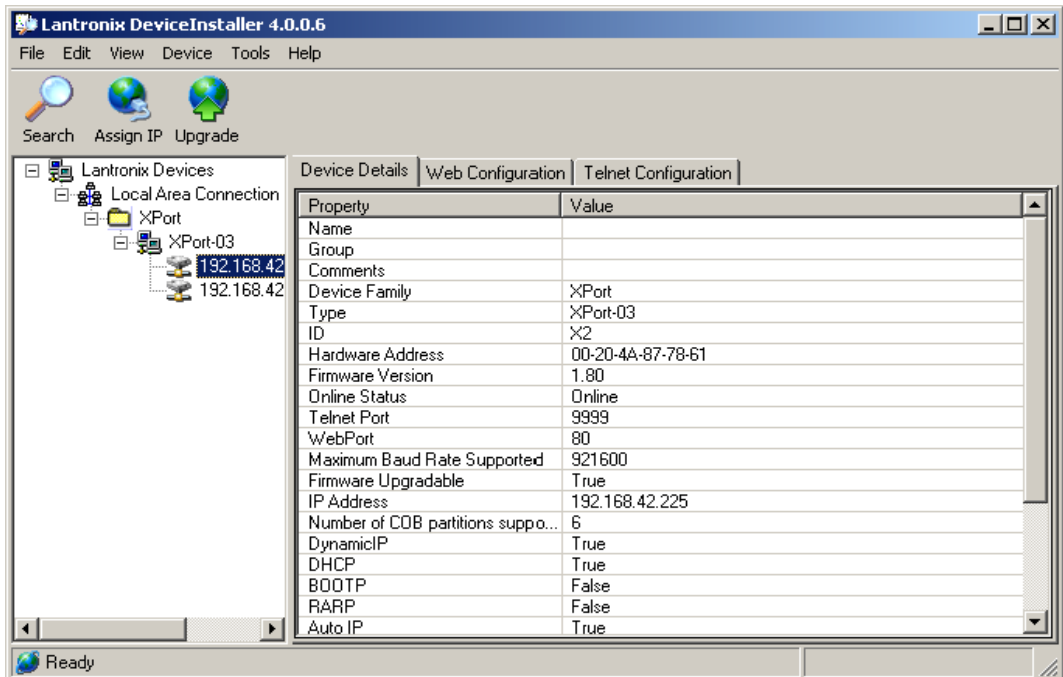 Lantronix DeviceInstaller 4.0.0.6
File Edit View Device Tools Help
Search Assign IP Upgrade
Lantronix Devices
Local Area Connection
XPort
XPort-03
192.168.42
192.168.42
Device Details Web Configuration Telnet Configuration
Property Value
Name
Group
Comments
Device Family XPort
Type XPort-03
ID X2
Hardware Address 00-20-4A-87-78-61
Firmware Version 1.80
Online Status Online
Telnet Port 9999
WebPort 80
Maximum Baud Rate Supported 921600
Firmware Upgradable True
IP Address 192.168.42.225
Number of COB partitions suppo... 6
DynamicIP True
DHCP True
BOOTP False
RARP False
Auto IP True
Ready